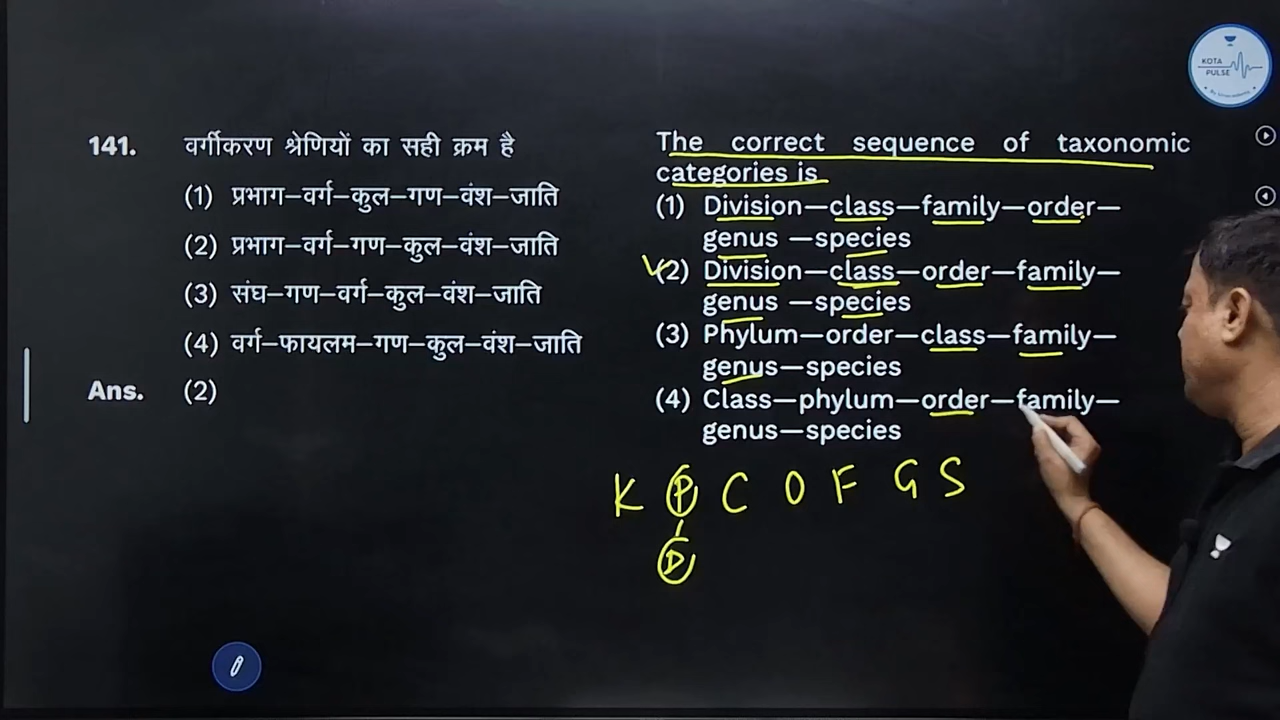 KOTA
PULSE
141. वर्गीकरण श्रेणियों का सही क्रम है
(1) प्रभाग–वर्ग–कुल–गण–वंश–जाति
(2) प्रभाग–वर्ग–गण–कुल–वंश–जाति
(3) संघ–गण–वर्ग–कुल–वंश–जाति
(4) वर्ग–फायलम–गण–कुल–वंश–जाति
Ans. (2)
The correct sequence of taxonomic
categories is
(1) Division—class—family—order—
genus —species
(2) Division—class—order—family—
genus —species
(3) Phylum—order—class—family—
genus—species
(4) Class—phylum—order—family—
genus—species
K P C O F G S
D